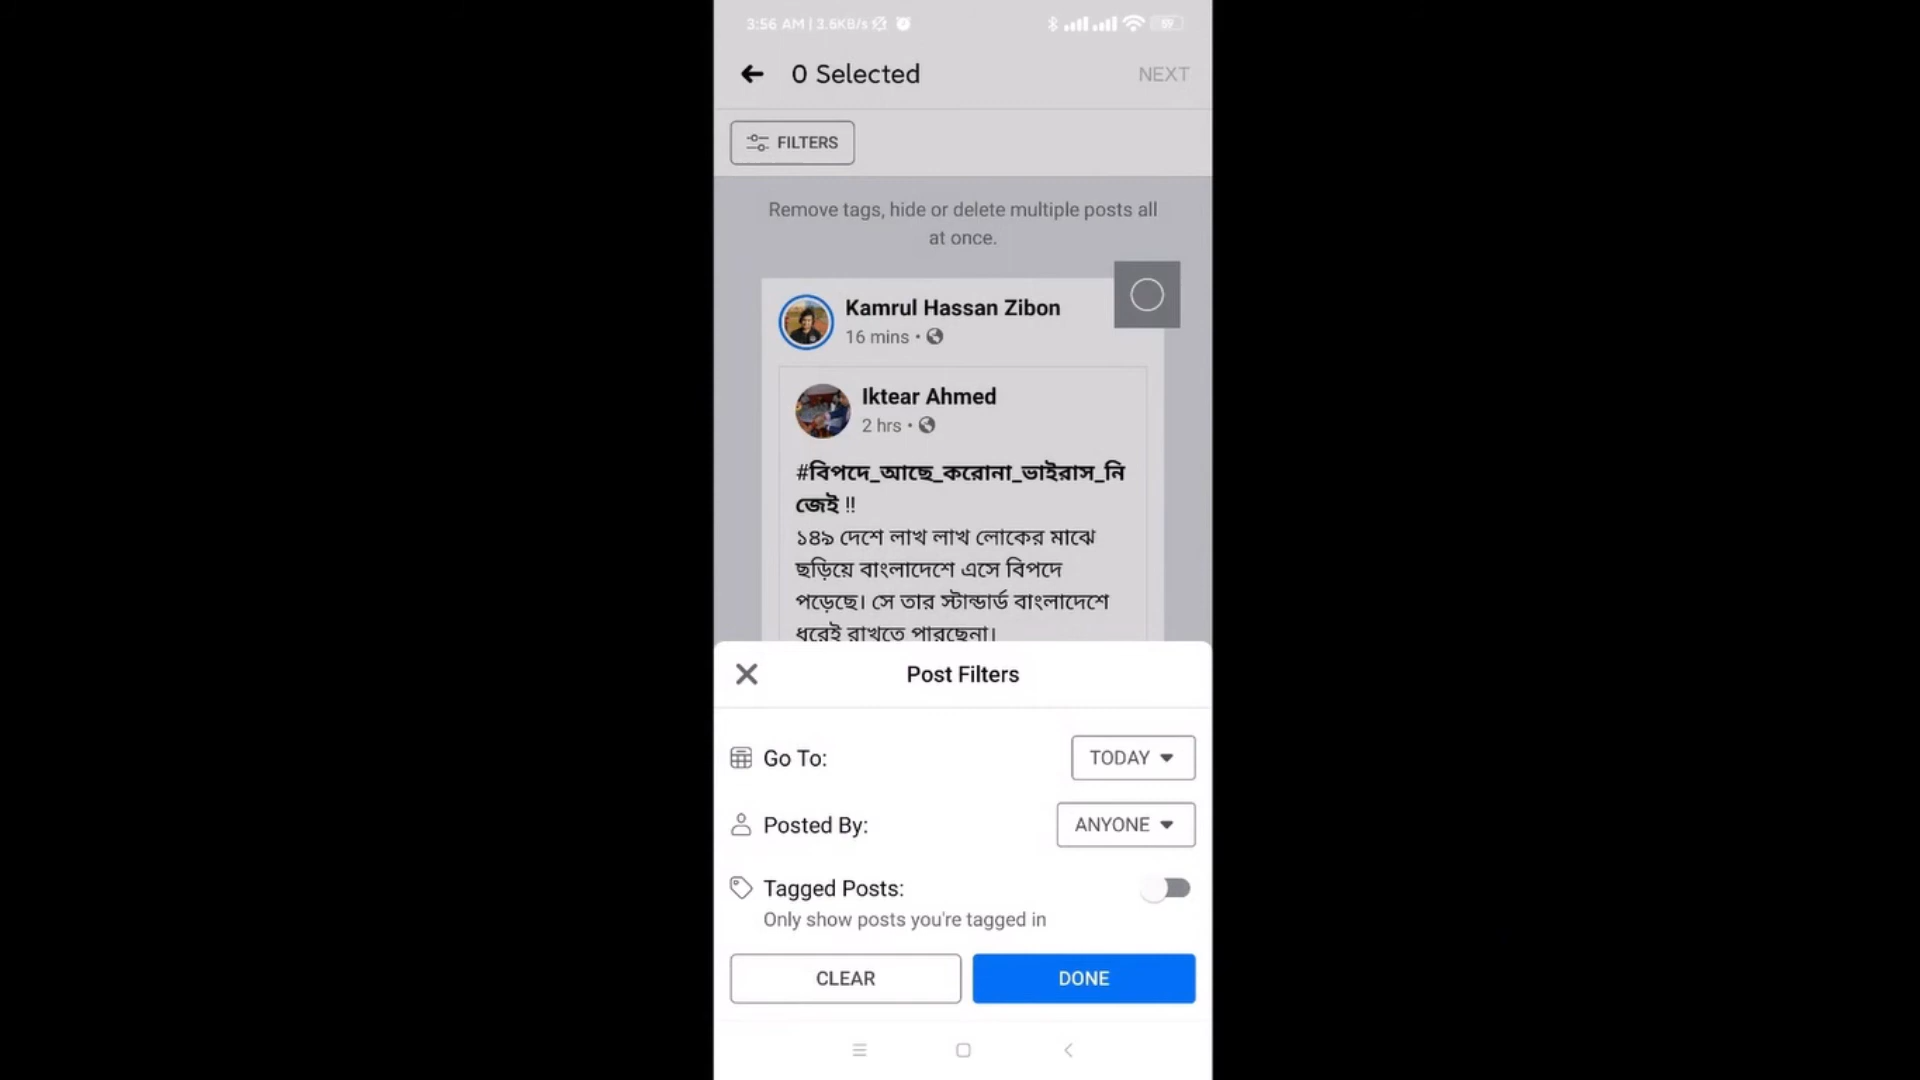 3:56 AM | 3.6KB/s
59
0 Selected
NEXT
FILTERS
Remove tags, hide or delete multiple posts all
at once.
Kamrul Hassan Zibon
16 mins •
Iktear Ahmed
2 hrs •
#বিপদে_আছে_করোনা_ভাইরাস_নি
জেই !!
১৪৯ দেশে লাখ লাখ লোকের মাঝে
ছড়িয়ে বাংলাদেশে এসে বিপদে
পড়েছে। সে তার স্টান্ডার্ড বাংলাদেশে
ধরেই রাখতে পারছেনা।
Post Filters
Go To:
TODAY
Posted By:
ANYONE
Tagged Posts:
Only show posts you're tagged in
CLEAR
DONE